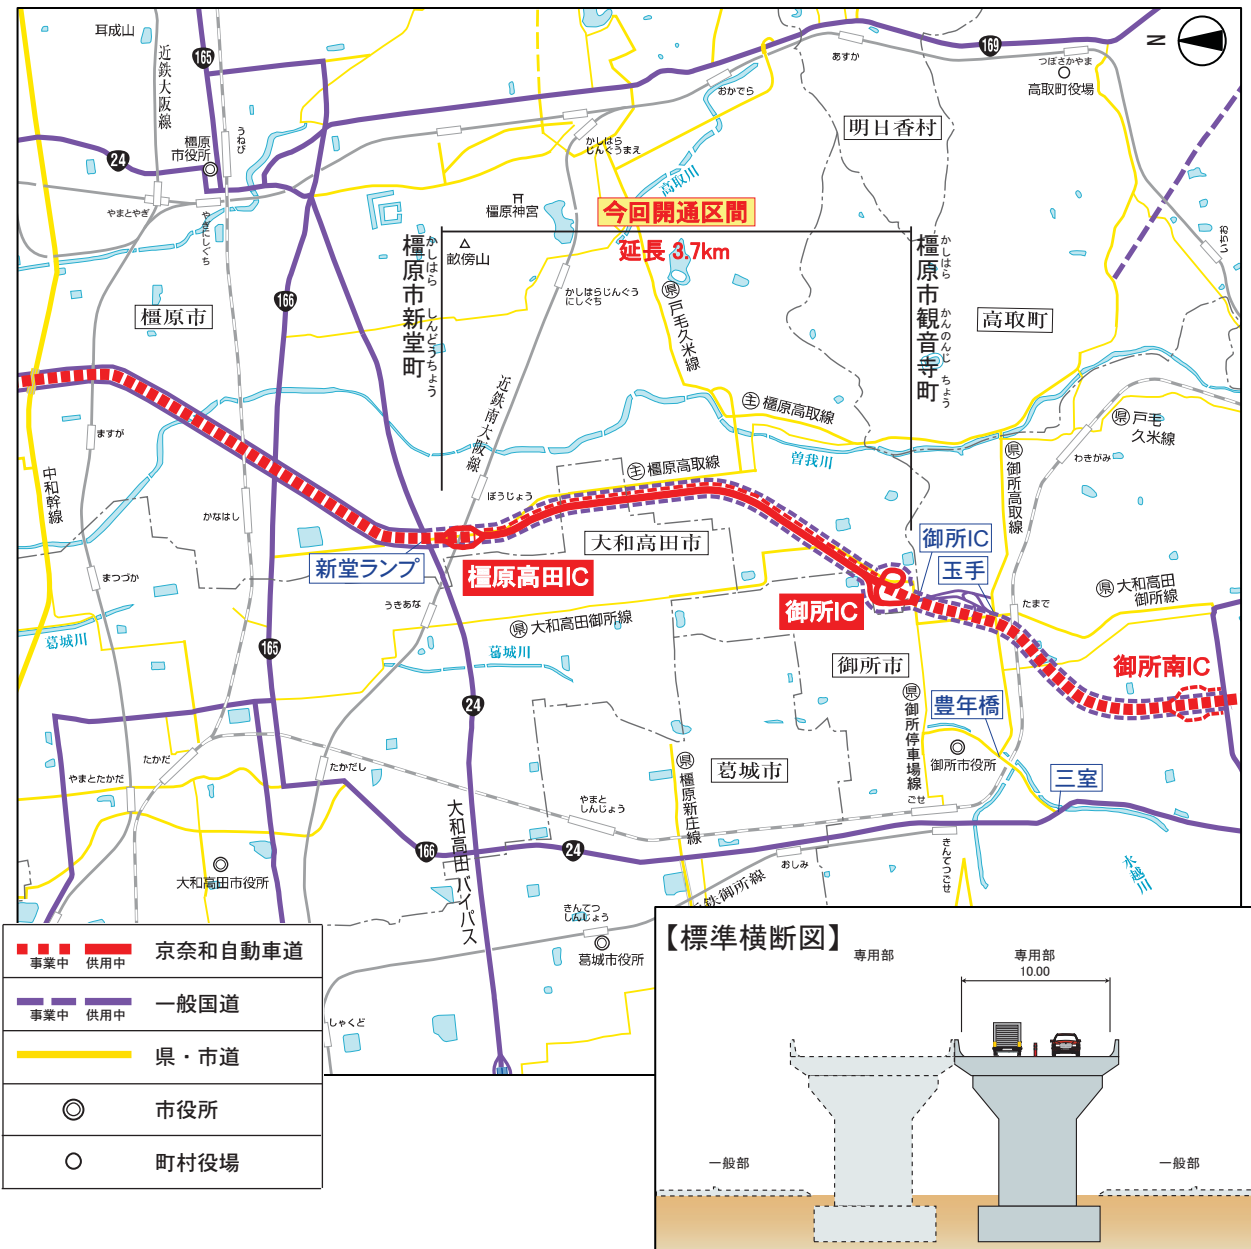 耳成山
近鉄大阪線
165
うねび
橿原
市役所
24
やまとやぎ
やぎにしぐち
166
橿原市
中和幹線
ますが
かなはし
まつづか
葛城川
165
新堂ランプ
橿原市新堂町
かしはら しんどうちょう
畝傍山
橿原神宮
かしはら
じんぐうまえ
おかでら
あすか
169
つぼさかやま
高取町役場
N
明日香村
高取川
今回開通区間
延長 3.7km
かしはらじんぐう
にしぐち
県 戸毛久米線
橿原市観音寺町
かしはら かんのんじ ちょう
高取町
近鉄南大阪線
主 橿原高取線
主 橿原高取線
曽我川
県 戸毛
久米線
わきがみ
県 御所高取線
ぼうじょう
大和高田市
橿原高田IC
御所IC
御所IC
玉手
たまで
県 大和高田
御所線
うきあな
県 大和高田御所線
葛城川
御所市
御所南IC
24
豊年橋
県 御所停車場線
御所市役所
葛城市
三室
県 橿原新庄線
ごせ
やまと
しんじょう
たかだ
たかだし
やまとたかだ
166
24
大和高田バイパス
大和高田市役所
おしみ
きんてつごせ
水越川
鉄御所線
きんてつ
しんじょう
葛城市役所
しゃくど
事業中 供用中 京奈和自動車道
事業中 供用中 一般国道
県・市道
市役所
町村役場
【標準横断図】
専用部
専用部
10.00
一般部
一般部